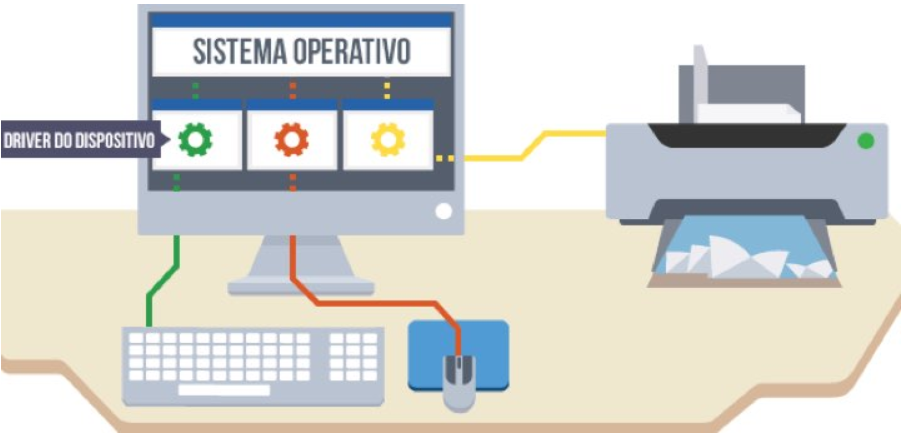 SISTEMA OPERATIVO
DRIVER DO DISPOSITIVO